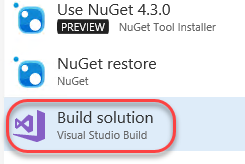 Use NuGet 4.3.0
PREVIEW NuGet Tool Installer
NuGet restore
NuGet
Build solution
Visual Studio Build